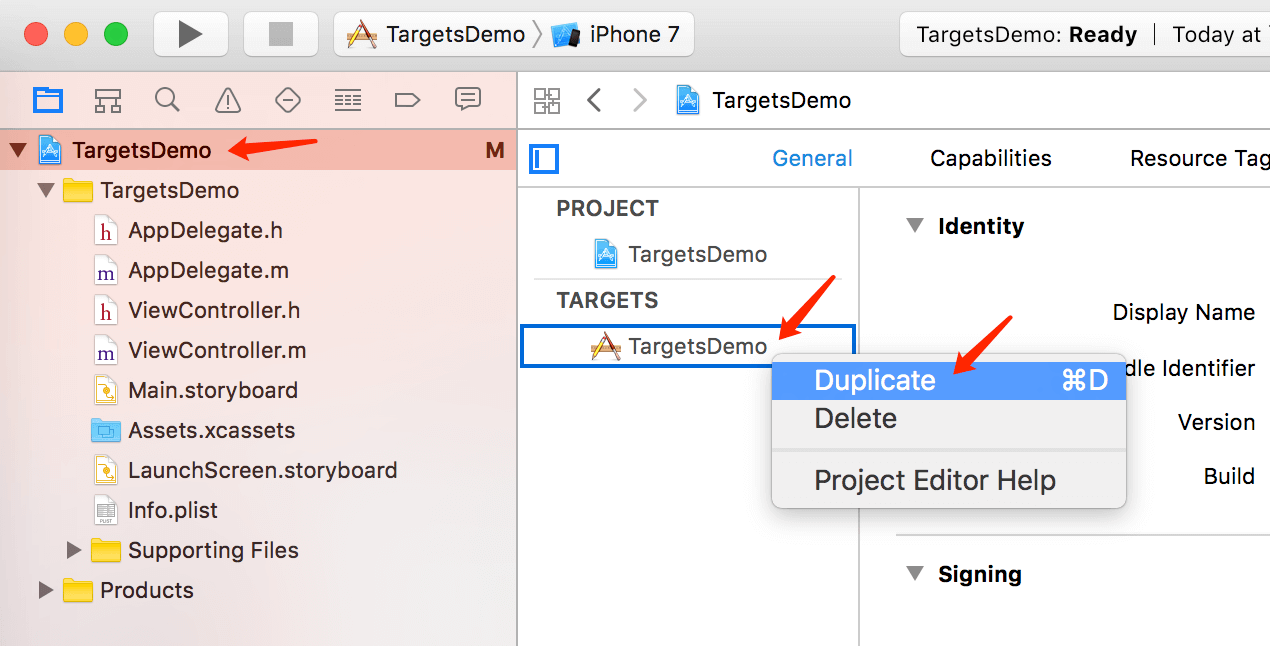 TargetsDemo iPhone 7
TargetsDemo: Ready Today at
TargetsDemo
TargetsDemo M
TargetsDemo
h AppDelegate.h
m AppDelegate.m
h ViewController.h
m ViewController.m
Main.storyboard
Assets.xcassets
LaunchScreen.storyboard
PLIST Info.plist
Supporting Files
Products
General Capabilities Resource Tag
PROJECT
TargetsDemo
TARGETS
TargetsDemo
Duplicate ⌘D
Delete
Project Editor Help
Identity
Display Name
dle Identifier
Version
Build
Signing